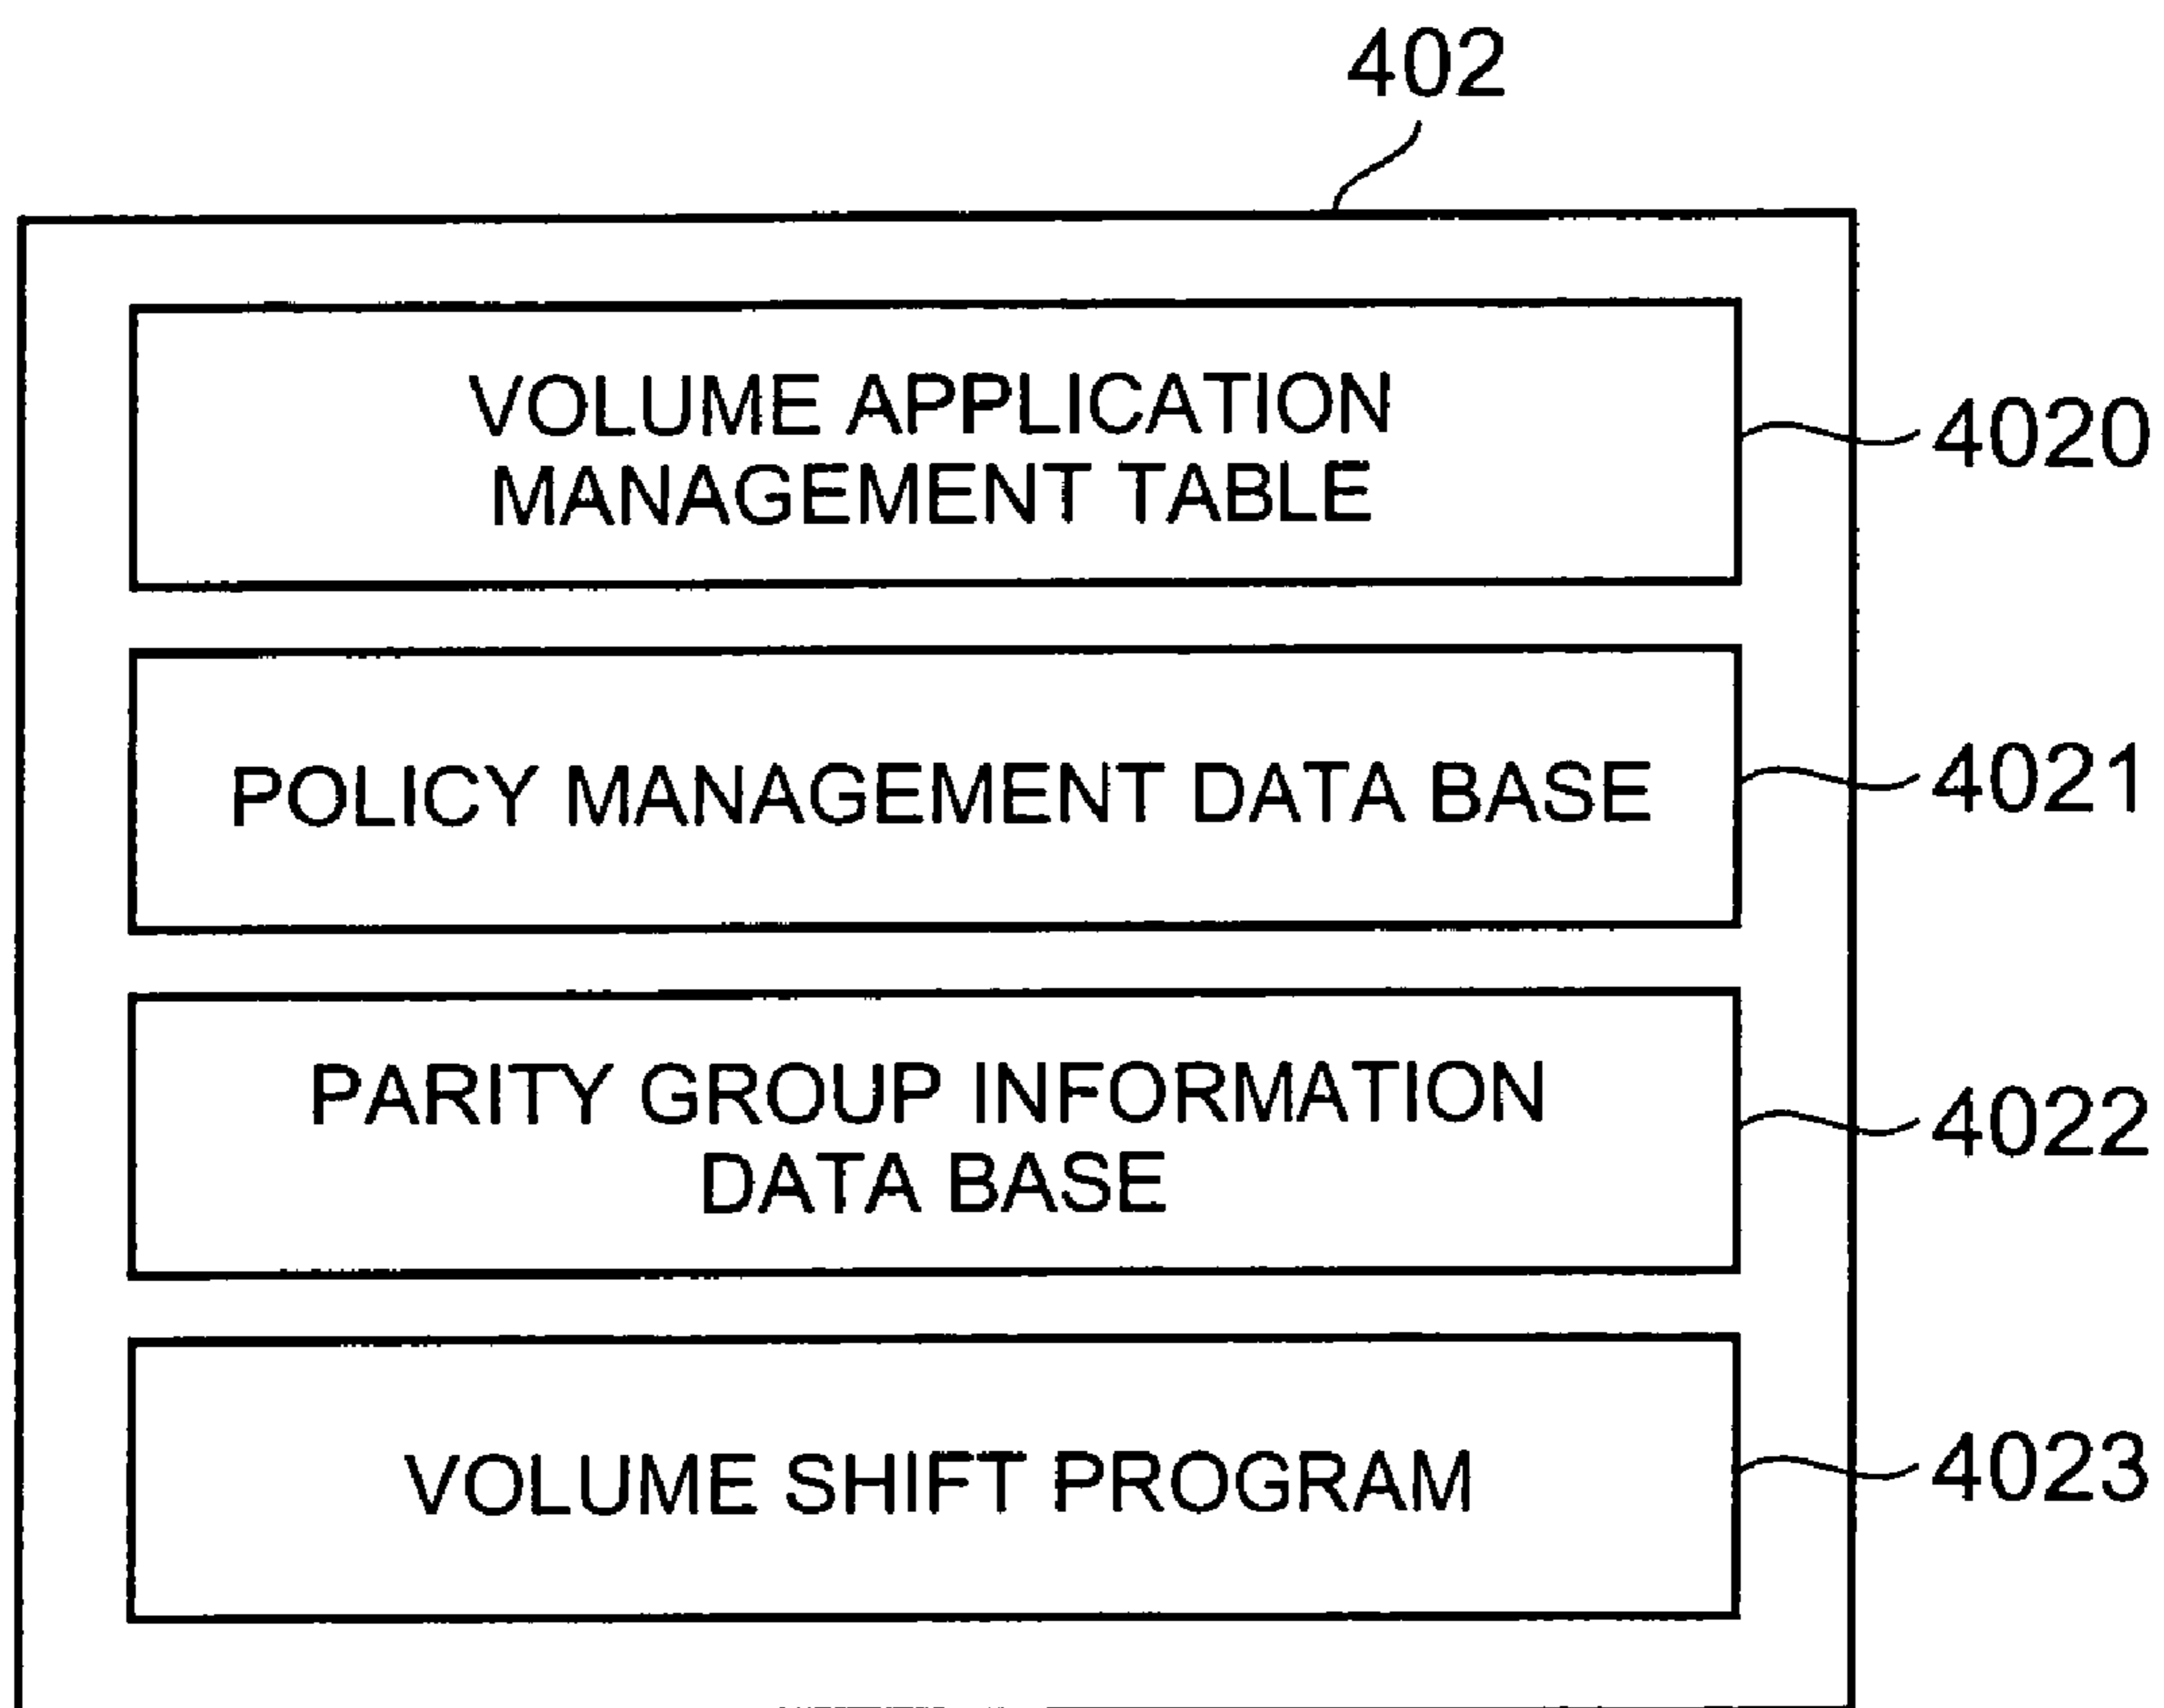 402
VOLUME APPLICATION
MANAGEMENT TABLE
4020
POLICY MANAGEMENT DATA BASE
4021
PARITY GROUP INFORMATION
DATA BASE
4022
VOLUME SHIFT PROGRAM
4023